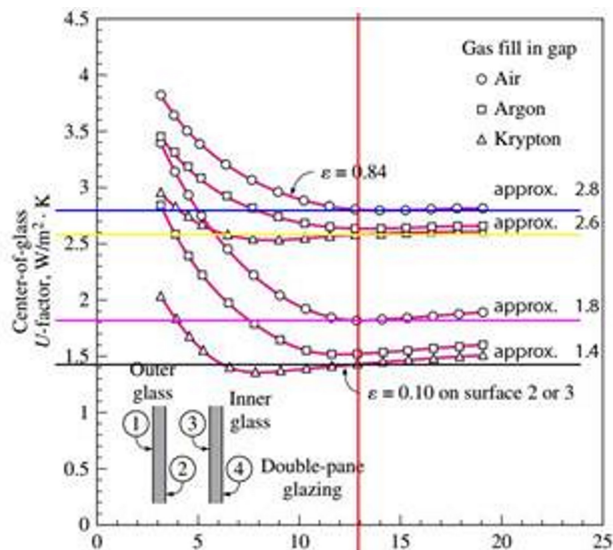 4.5
4
3.5
3
2.5
2
1.5
1
0.5
0
0
5
10
15
20
25
Center-of-glass
U-factor, W/m² · K
Gas fill in gap
Air
Argon
Krypton
ε = 0.84
approx. 2.8
approx. 2.6
approx. 1.8
approx. 1.4
ε = 0.10 on surface 2 or 3
Outer
glass
Inner
glass
1
2
3
4
Double-pane
glazing